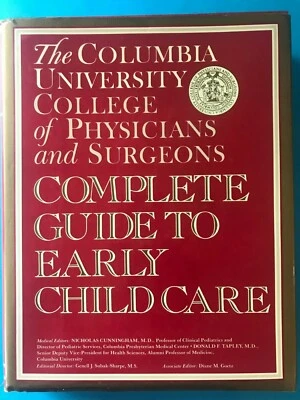 The COLUMBIA
UNIVERSITY
COLLEGE
of PHYSICIANS
and SURGEONS
COMPLETE
GUIDE TO
EARLY
CHILD CARE
Medical Editors: NICHOLAS CUNNINGHAM, M.D., Professor of Clinical Pediatrics and
Director of Pediatric Services, Columbia Presbyterian Medical Center • DONALD F. TAPLEY, M.D.,
Senior Deputy Vice-President for Health Sciences, Alumni Professor of Medicine,
Columbia University
Editorial Director: Genell J. Subak-Sharpe, M.S. Associate Editor: Diane M. Goetz